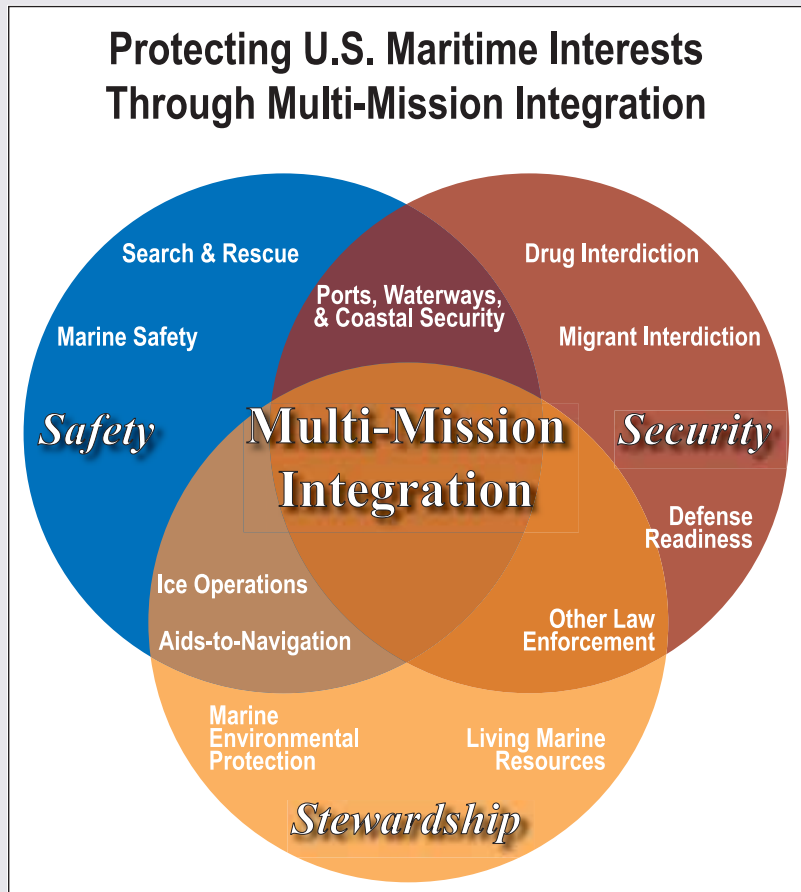 Protecting U.S. Maritime Interests
Through Multi-Mission Integration
Search & Rescue
Drug Interdiction
Ports, Waterways,
& Coastal Security
Marine Safety
Migrant Interdiction
Safety
Multi-Mission
Integration
Security
Defense
Readiness
Ice Operations
Aids-to-Navigation
Other Law
Enforcement
Marine
Environmental
Protection
Living Marine
Resources
Stewardship